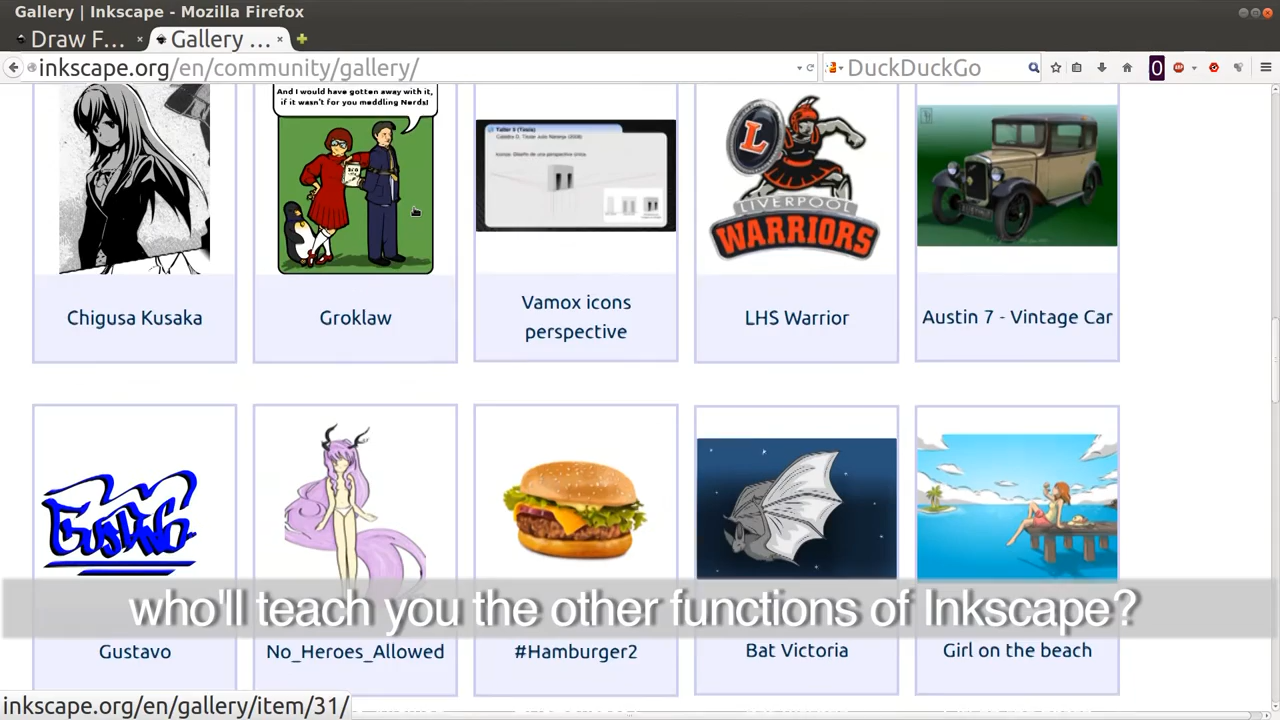 Gallery | Inkscape - Mozilla Firefox
Draw F... × Gallery ... ×
inkscape.org/en/community/gallery/
DuckDuckGo
And I would have gotten away with it,
if it wasn't for you meddling Nerds!
Taller 3 (Tasia)
L
LIVERPOOL
WARRIORS
Chigusa Kusaka
Groklaw
Vamox icons
perspective
LHS Warrior
Austin 7 - Vintage Car
who'll teach you the other functions of Inkscape?
Gustavo
No_Heroes_Allowed
#Hamburger2
Bat Victoria
Girl on the beach
inkscape.org/en/gallery/item/31/